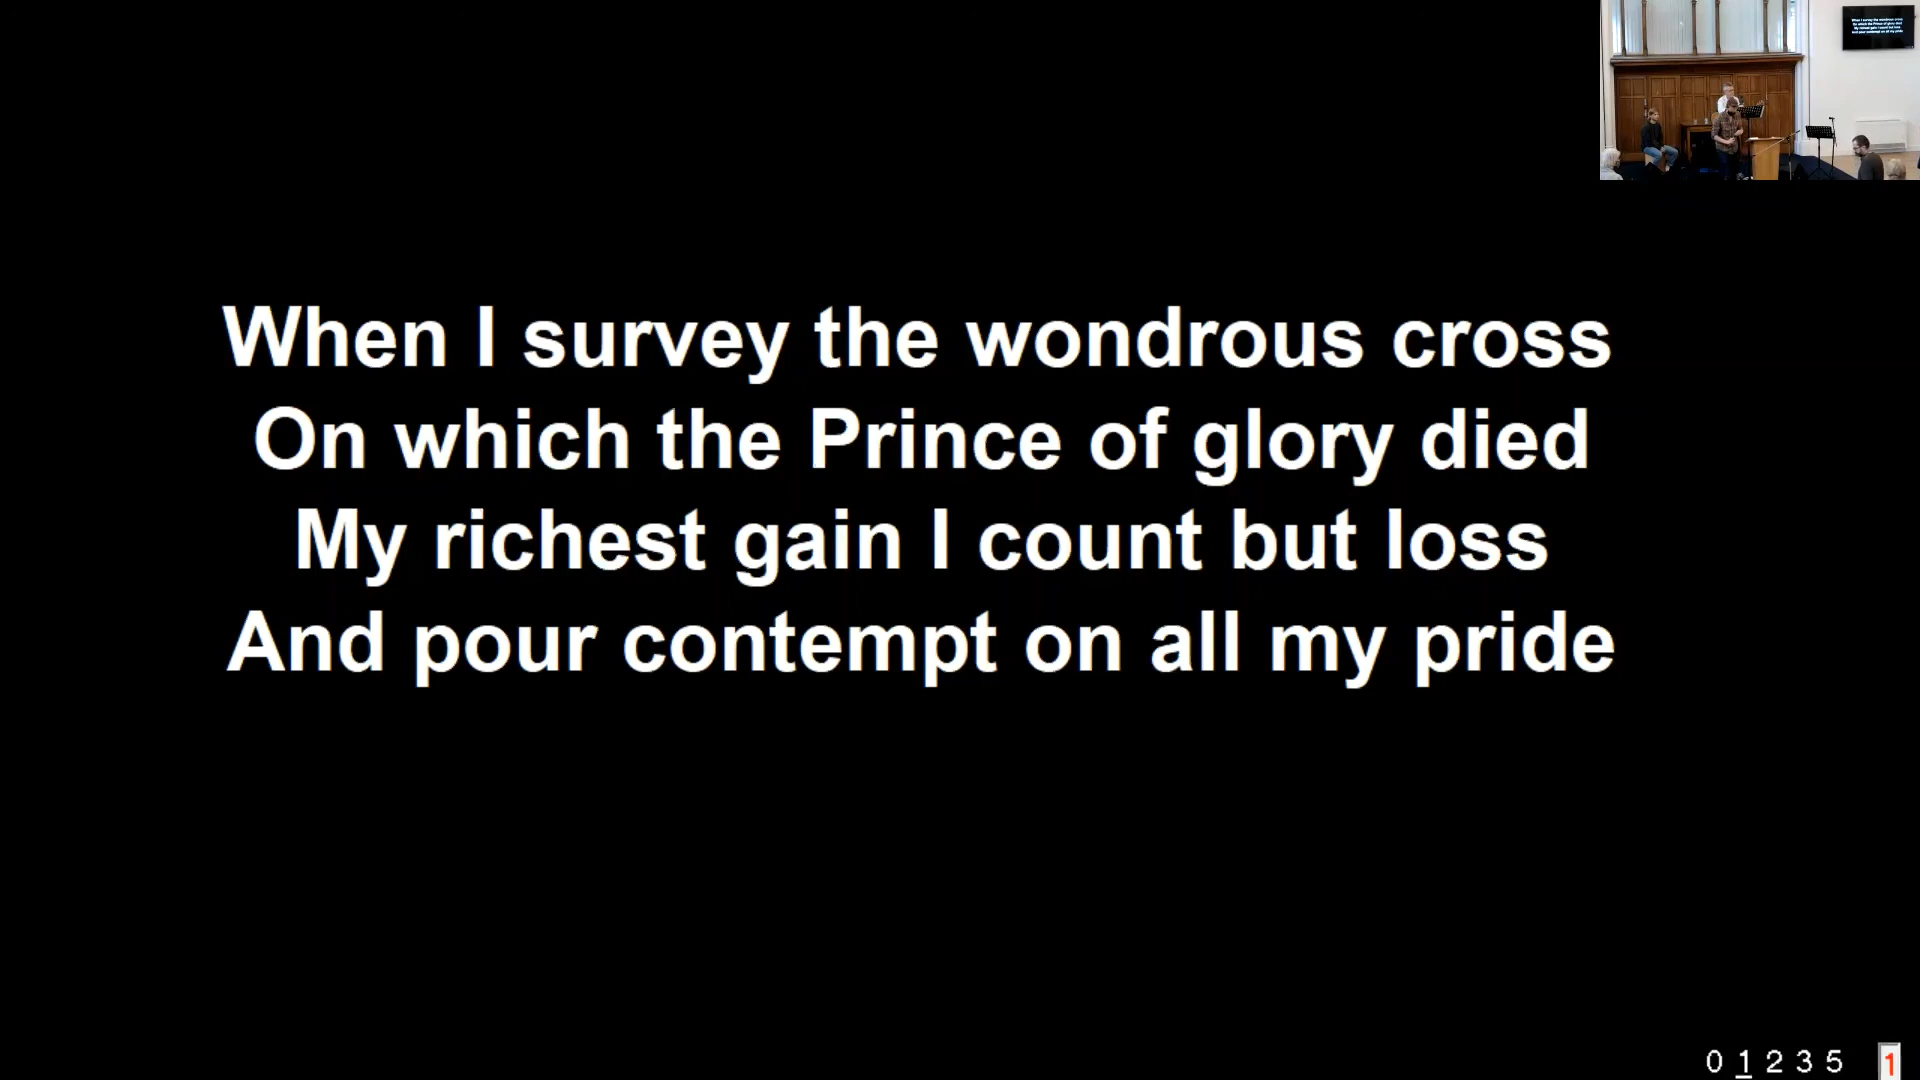 When I survey the wondrous cross
On which the Prince of glory died
My richest gain I count but loss
And pour contempt on all my pride
0 1 2 3 5 1